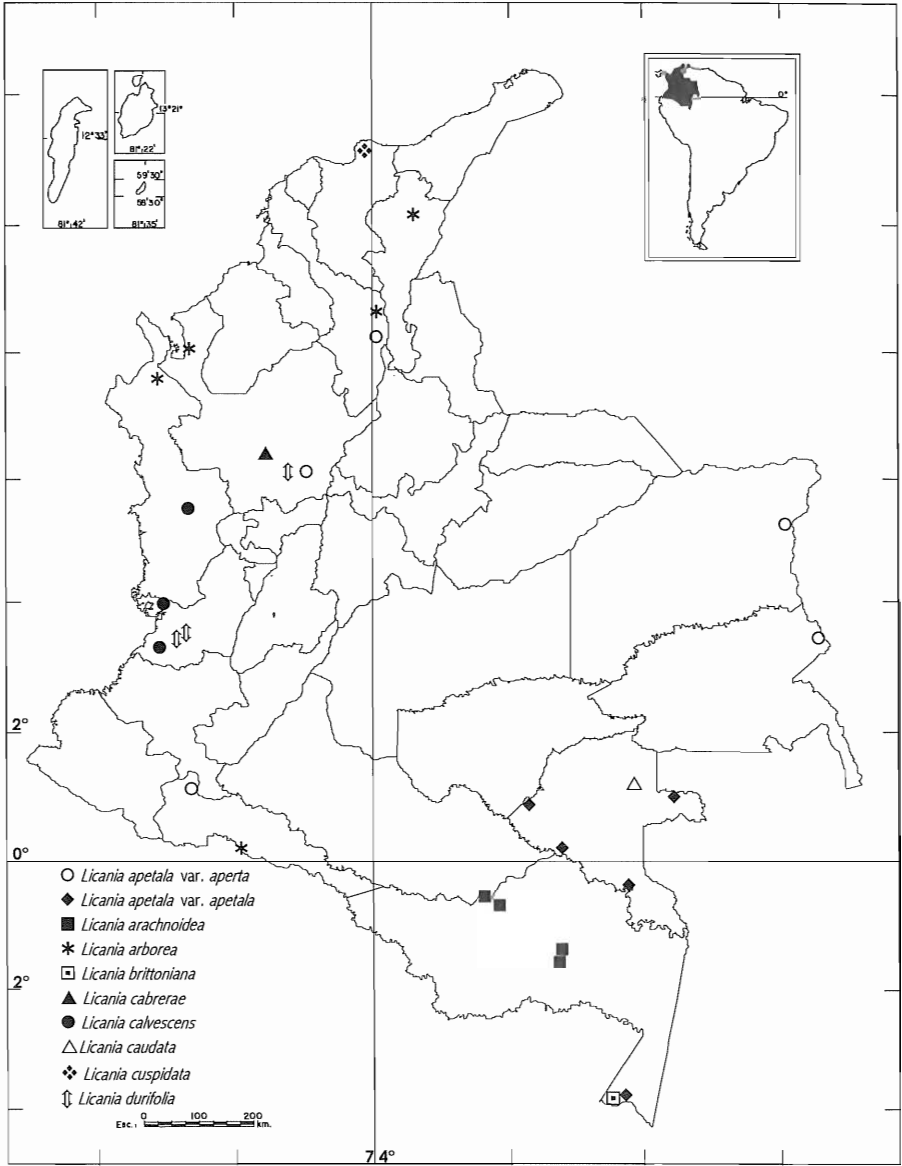 12°33'
81°42'
13°21'
81°22'
59'30"
58'30"
81°35'
0°
2°
0°
2°
74°
Licania apetala var. aperta
Licania apetala var. apetala
Licania arachnoidea
Licania arborea
Licania brittoniana
Licania cabrerae
Licania calvescens
Licania caudata
Licania cuspidata
Licania durifolia
Esc.: 0 100 200 km.